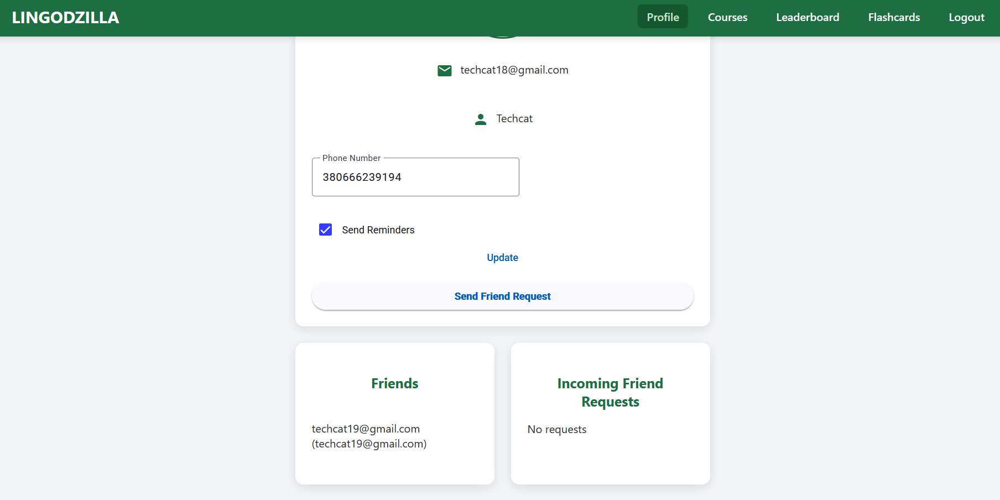 LINGODZILLA
Profile
Courses
Leaderboard
Flashcards
Logout
techcat18@gmail.com
Techcat
Phone Number
380666239194
Send Reminders
Update
Send Friend Request
Friends
techcat19@gmail.com
(techcat19@gmail.com)
Incoming Friend
Requests
No requests